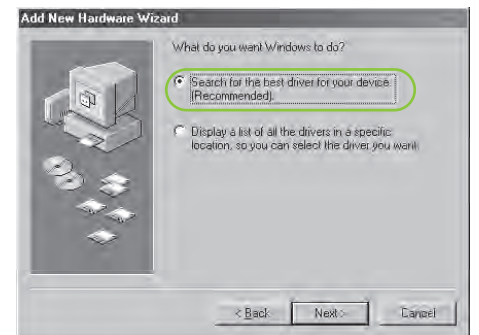 Add New Hardware Wizard
What do you want Windows to do?
Search for the best driver for your device
(Recommended).
Display a list of all the drivers in a specific
location, so you can select the driver you want.
< Back
Next >
Cancel